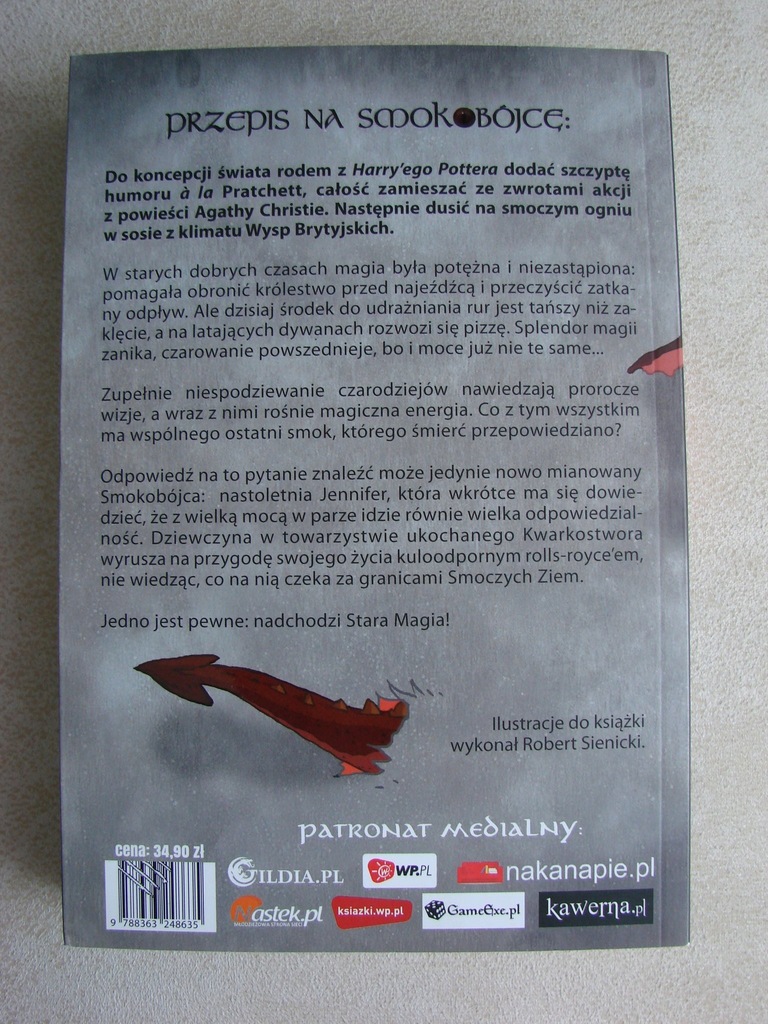 PRZEPIS NA SMOKOBÓJCĘ:
Do koncepcji świata rodem z Harry'ego Pottera dodać szczyptę
humoru à la Pratchett, całość zamieszać ze zwrotami akcji
z powieści Agathy Christie. Następnie dusić na smoczym ogniu
w sosie z klimatu Wysp Brytyjskich.
W starych dobrych czasach magia była potężna i niezastąpiona:
pomagała obronić królestwo przed najeźdźcą i przeczyścić zatka-
ny odpływ. Ale dzisiaj środek do udrażniania rur jest tańszy niż za-
klęcie, a na latających dywanach rozwozi się pizzę. Splendor magii
zanika, czarowanie powszednieje, bo i moce już nie te same...
Zupełnie niespodziewanie czarodziejów nawiedzają prorocze
wizje, a wraz z nimi rośnie magiczna energia. Co z tym wszystkim
ma wspólnego ostatni smok, którego śmierć przepowiedziano?
Odpowiedź na to pytanie znaleźć może jedynie nowo mianowany
Smokobójca: nastoletnia Jennifer, która wkrótce ma się dowie-
dzieć, że z wielką mocą w parze idzie równie wielka odpowiedzial-
ność. Dziewczyna w towarzystwie ukochanego Kwarkostwora
wyrusza na przygodę swojego życia kuloodpornym rolls-royce'em,
nie wiedząc, co na nią czeka za granicami Smoczych Ziem.
Jedno jest pewne: nadchodzi Stara Magia!
Ilustracje do książki
wykonał Robert Sienicki.
PATRONAT MEDIALNY:
cena: 34,90 zł
GILDIA.PL
WP.PL
nakanapie.pl
Nastek.pl
MŁODZIEŻOWA STRONA SIECI
ksiazki.wp.pl
GameExe.pl
kawerna.pl
9 788363 248635